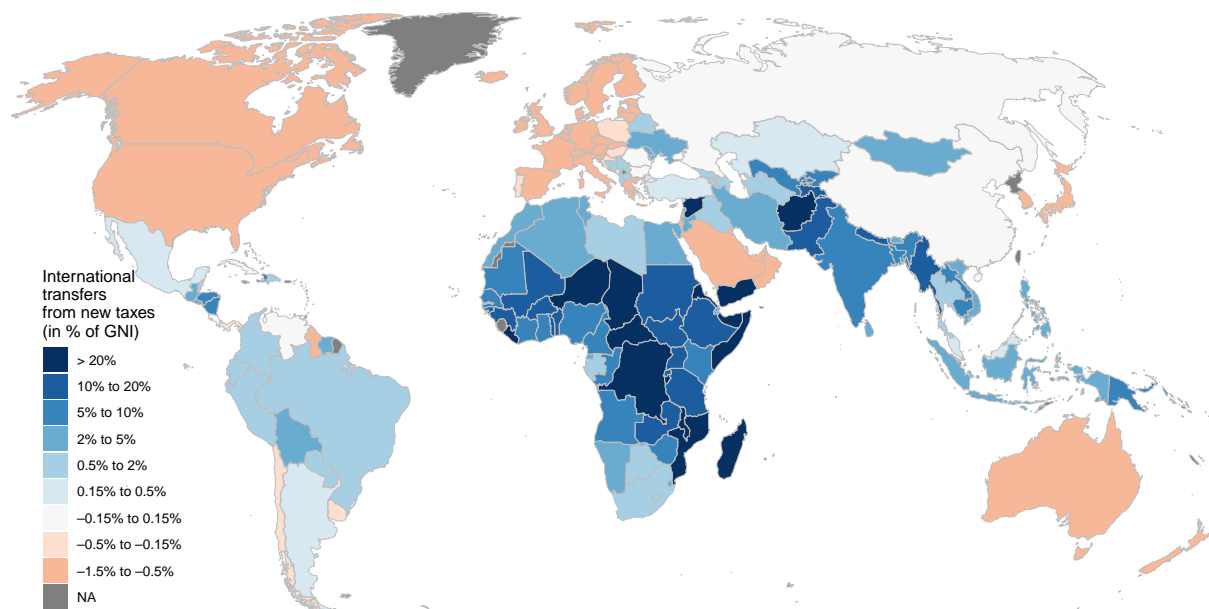 International
transfers
from new taxes
(in % of GNI)
> 20%
10% to 20%
5% to 10%
2% to 5%
0.5% to 2%
0.15% to 0.5%
–0.15% to 0.15%
–0.5% to –0.15%
–1.5% to –0.5%
NA